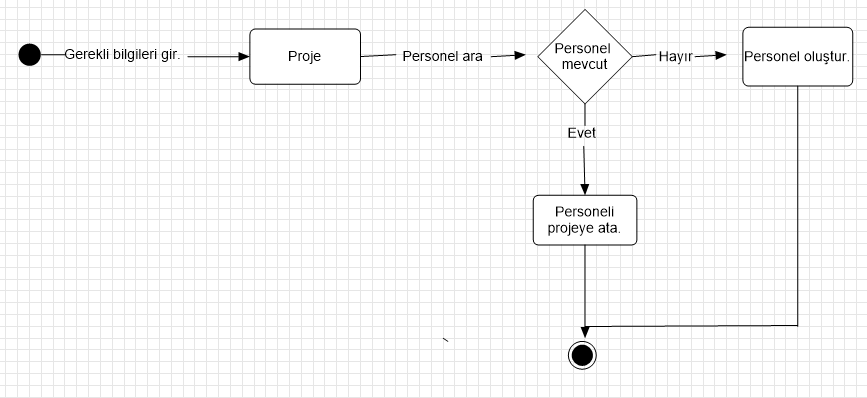 Gerekli bilgileri gir.
Proje
Personel ara
Personel
mevcut
Hayır
Personel oluştur.
Evet
Personeli
projeye ata.